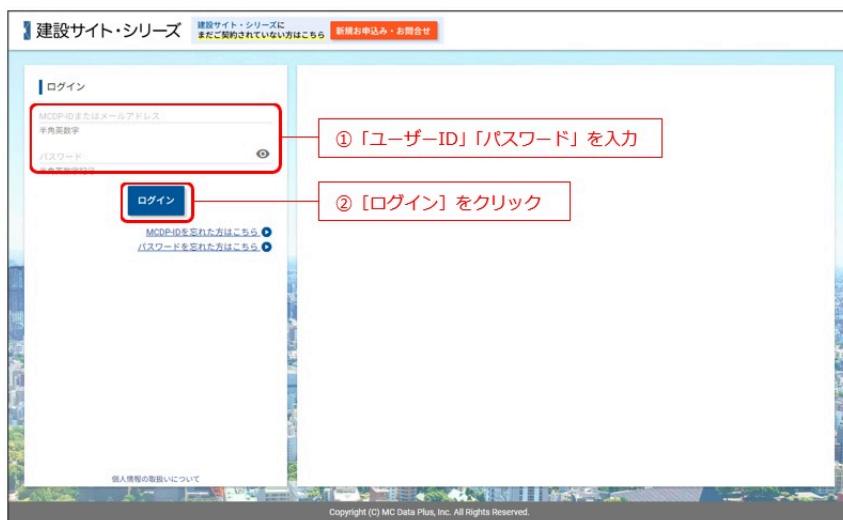 建設サイト・シリーズ
建設サイト・シリーズに
まだご契約されていない方はこちら
新規お申込み・お問合せ
ログイン
MCDP-IDまたはメールアドレス
半角英数字
パスワード
半角英数字記号
①「ユーザーID」「パスワード」を入力
ログイン
②［ログイン］をクリック
MCDP-IDを忘れた方はこちら
パスワードを忘れた方はこちら
個人情報の取扱いについて
Copyright (C) MC Data Plus, Inc. All Rights Reserved.